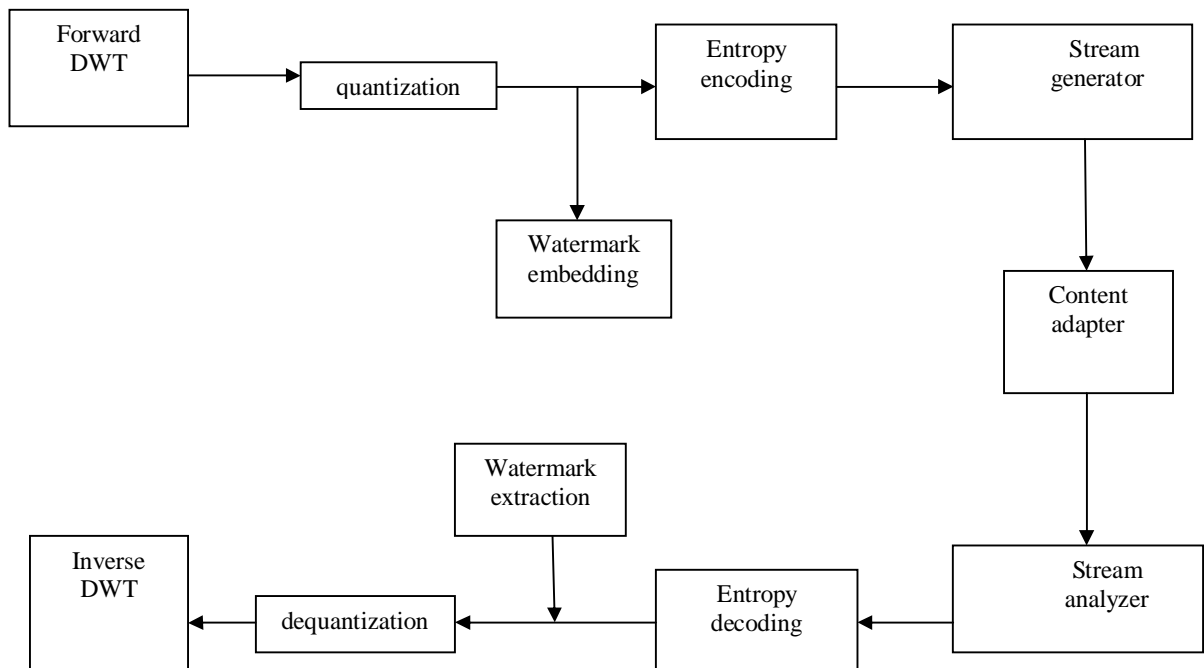 Forward
DWT
quantization
Entropy
encoding
Stream
generator
Watermark
embedding
Content
adapter
Watermark
extraction
Inverse
DWT
dequantization
Entropy
decoding
Stream
analyzer